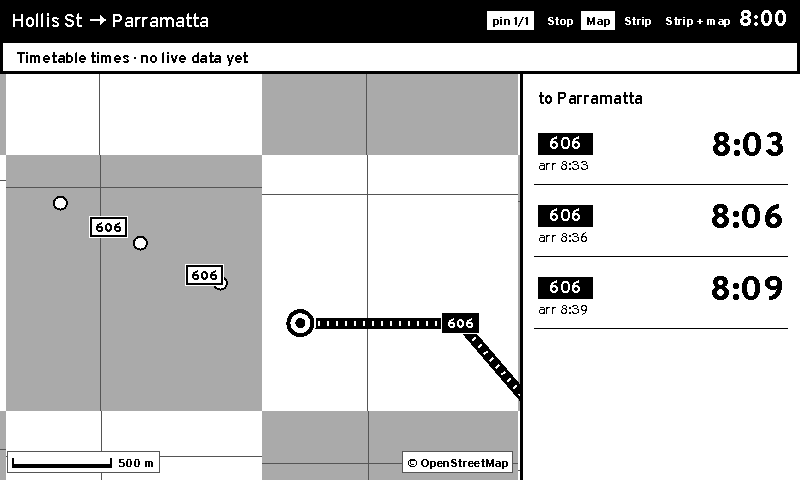 Hollis St → Parramatta
pin 1/1 Stop Map Strip Strip + map 8:00
Timetable times · no live data yet
606
606
606
500 m
© OpenStreetMap
to Parramatta
606 8:03
arr 8:33
606 8:06
arr 8:36
606 8:09
arr 8:39